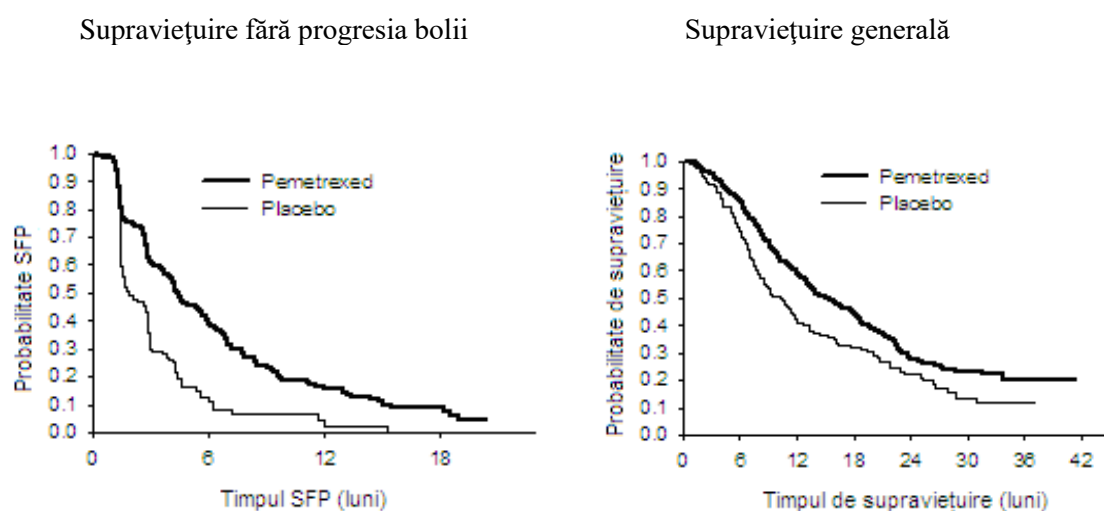 Supravieţuire fără progresia bolii
Supravieţuire generală
Probabilitate SFP
1.0
0.9
0.8
0.7
0.6
0.5
0.4
0.3
0.2
0.1
0.0
Pemetrexed
Placebo
0 6 12 18
Timpul SFP (luni)
Probabilitate de supraviețuire
1.0
0.9
0.8
0.7
0.6
0.5
0.4
0.3
0.2
0.1
0.0
Pemetrexed
Placebo
0 6 12 18 24 30 36 42
Timpul de supraviețuire (luni)